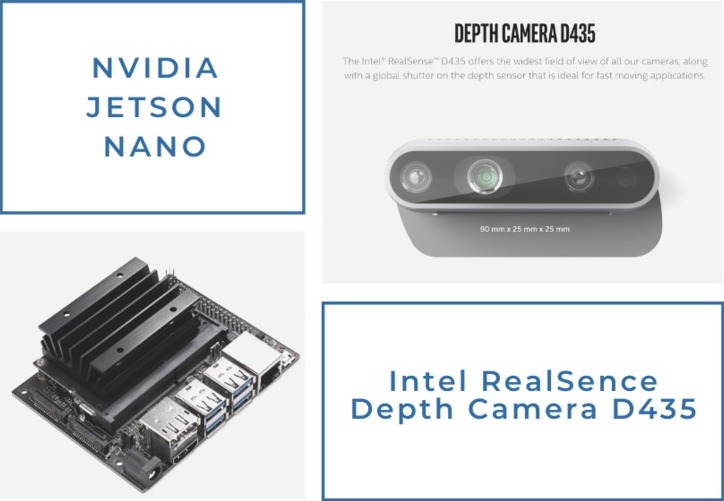 NVIDIA
JETSON
NANO
DEPTH CAMERA D435
The Intel® RealSense™ D435 offers the widest field of view of all our cameras, along
with a global shutter on the depth sensor that is ideal for fast moving applications.
90 mm x 25 mm x 25 mm
Intel RealSence
Depth Camera D435